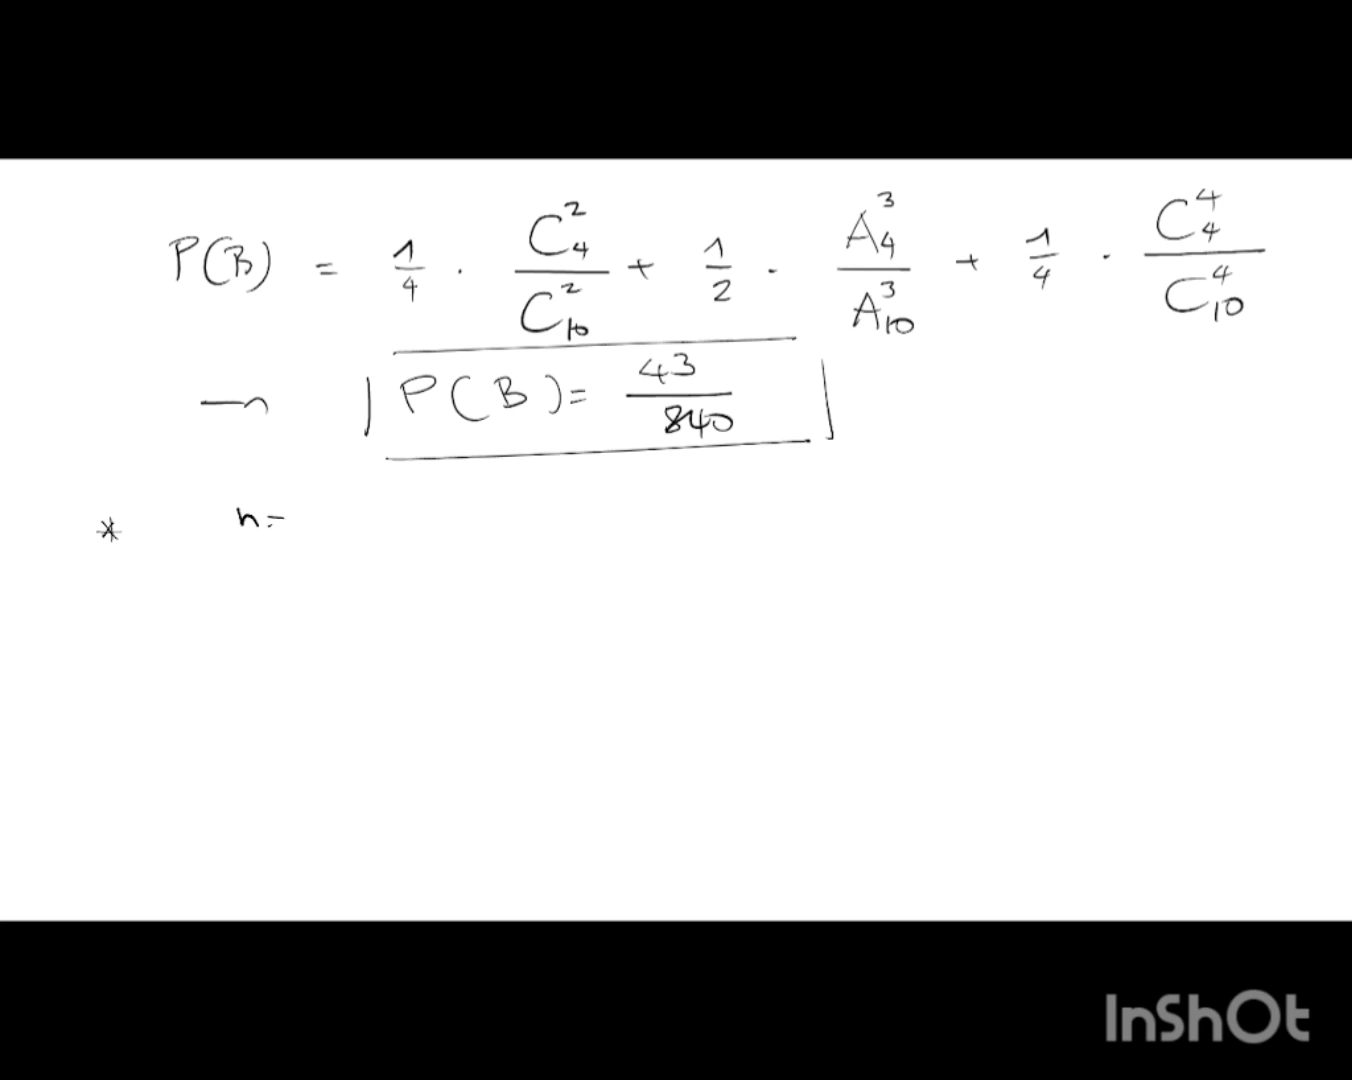 P(B) = 1/4 · C₄² / C₁₀² + 1/2 · A₄³ / A₁₀³ + 1/4 · C₄⁴ / C₁₀⁴
P(B) = 43/840
* n=
InShOt